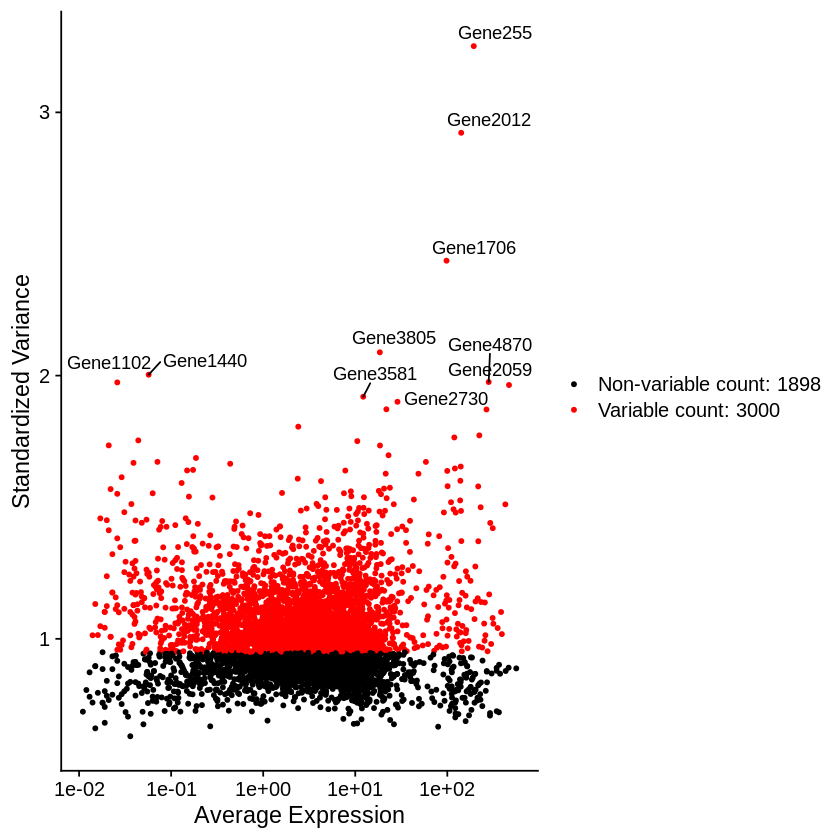 Gene255
3
Gene2012
Gene1706
Gene3805
Gene4870
Gene1102
Gene1440
2
Gene3581
Gene2059
Gene2730
Non-variable count: 1898
Variable count: 3000
Standardized Variance
1
1e-02 1e-01 1e+00 1e+01 1e+02
Average Expression